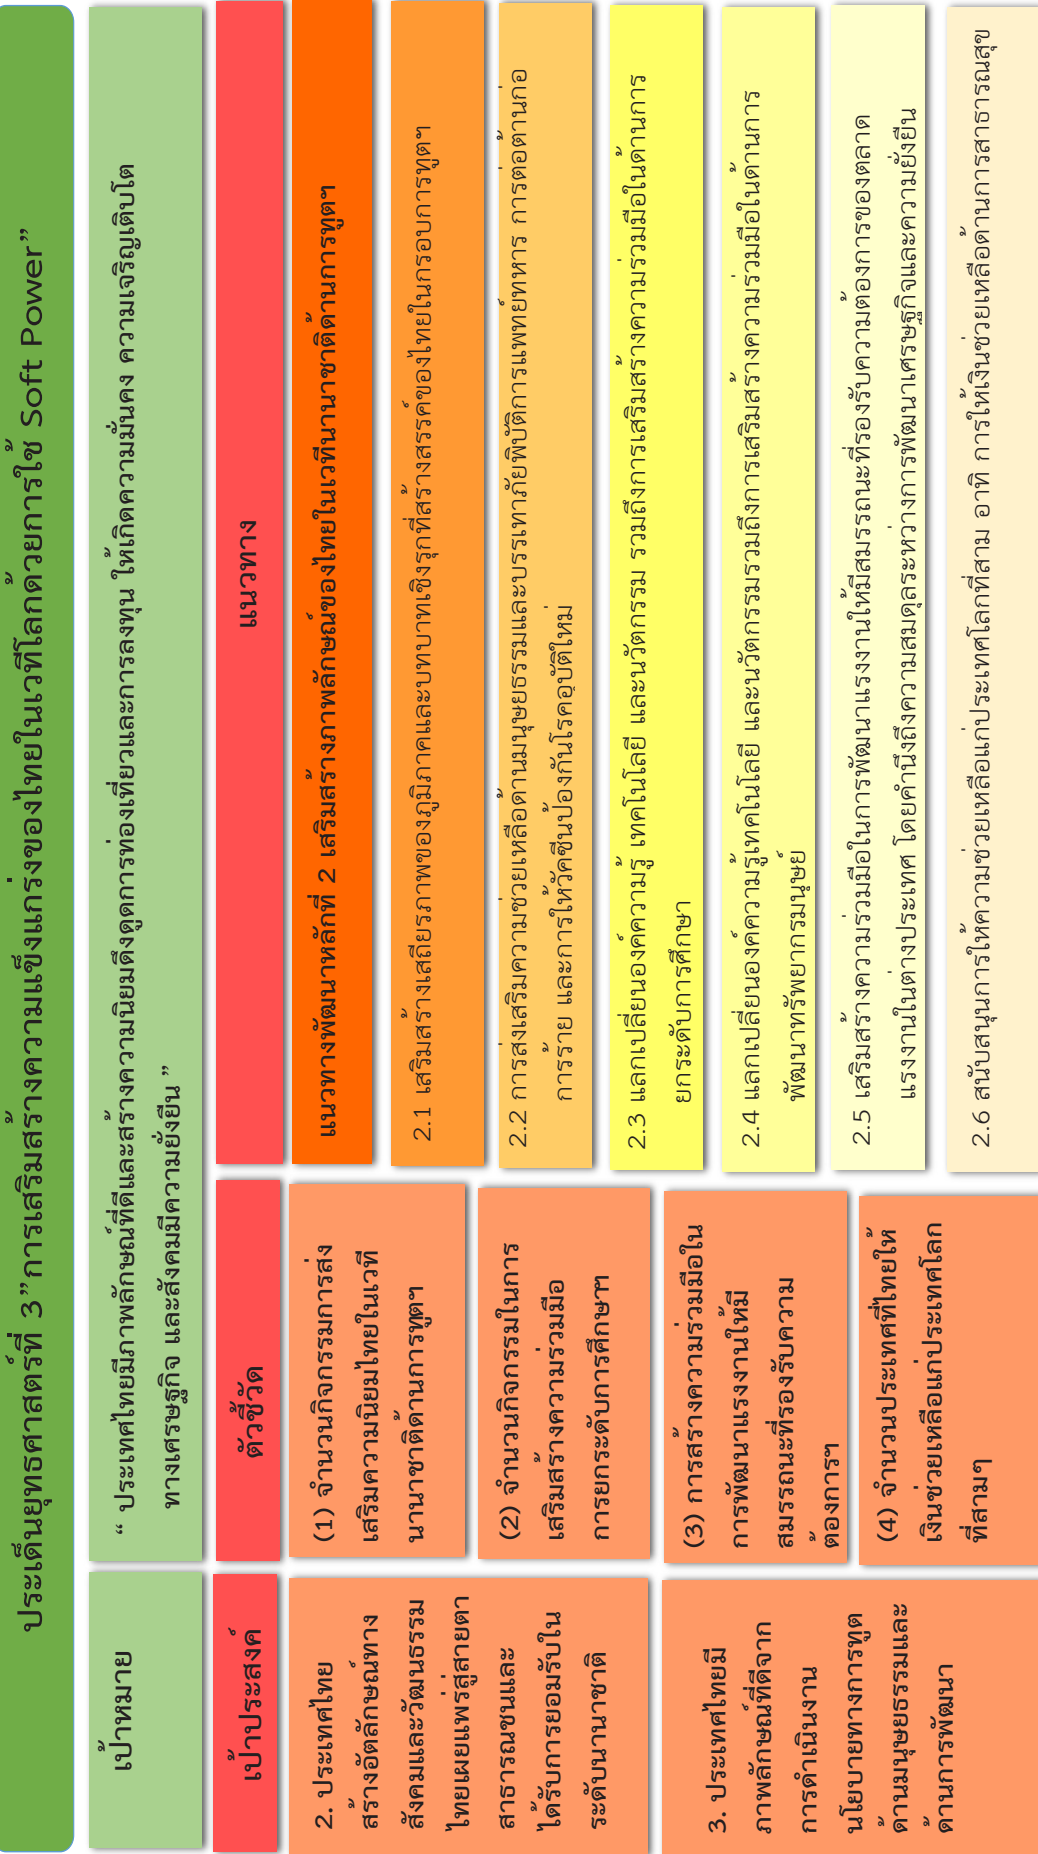 ประเด็นยุทธศาสตร์ที่ 3”การเสริมสร้างความแข็งแกร่งของไทยในเวทีโลกด้วยการใช้ Soft Power”
เป้าหมาย
“ ประเทศไทยมีภาพลักษณ์ที่ดีและสร้างความนิยมดึงดูดการท่องเที่ยวและการลงทุน ให้เกิดความมั่นคง ความเจริญเติบโต
ทางเศรษฐกิจ และสังคมมีความยั่งยืน ”
เป้าประสงค์
ตัวชี้วัด
แนวทาง
2. ประเทศไทย
สร้างอัตลักษณ์ทาง
สังคมและวัฒนธรรม
ไทยเผยแพร่สู่สายตา
สาธารณชนและ
ได้รับการยอมรับใน
ระดับนานาชาติ
3. ประเทศไทยมี
ภาพลักษณ์ที่ดีจาก
การดำเนินงาน
นโยบายทางการทูต
ด้านมนุษยธรรมและ
ด้านการพัฒนา
(1) จำนวนกิจกรรมการส่ง
เสริมความนิยมไทยในเวที
นานาชาติด้านการทูตฯ
(2) จำนวนกิจกรรมในการ
เสริมสร้างความร่วมมือ
การยกระดับการศึกษาฯ
(3) การสร้างความร่วมมือใน
การพัฒนาแรงงานให้มี
สมรรถนะที่รองรับความ
ต้องการฯ
(4) จำนวนประเทศที่ไทยให้
เงินช่วยเหลือแก่ประเทศโลก
ที่สามๆ
แนวทางพัฒนาหลักที่ 2 เสริมสร้างภาพลักษณ์ของไทยในเวทีนานาชาติด้านการทูตฯ
2.1 เสริมสร้างเสถียรภาพของภูมิภาคและบทบาทเชิงรุกที่สร้างสรรค์ของไทยในกรอบการทูตฯ
2.2 การส่งเสริมความช่วยเหลือด้านมนุษยธรรมและบรรเทาภัยพิบัติการแพทย์ทหาร การต่อต้านก่อ
การร้าย และการให้วัคซีนป้องกันโรคอุบัติใหม่
2.3 แลกเปลี่ยนองค์ความรู้ เทคโนโลยี และนวัตกรรม รวมถึงการเสริมสร้างความร่วมมือในด้านการ
ยกระดับการศึกษา
2.4 แลกเปลี่ยนองค์ความรู้เทคโนโลยี และนวัตกรรมรวมถึงการเสริมสร้างความร่วมมือในด้านการ
พัฒนาทรัพยากรมนุษย์
2.5 เสริมสร้างความร่วมมือในการพัฒนาแรงงานให้มีสมรรถนะที่รองรับความต้องการของตลาด
แรงงานในต่างประเทศ โดยคำนึงถึงความสมดุลระหว่างการพัฒนาเศรษฐกิจและความยั่งยืน
2.6 สนับสนุนการให้ความช่วยเหลือแก่ประเทศโลกที่สาม อาทิ การให้เงินช่วยเหลือด้านการสาธารณสุข